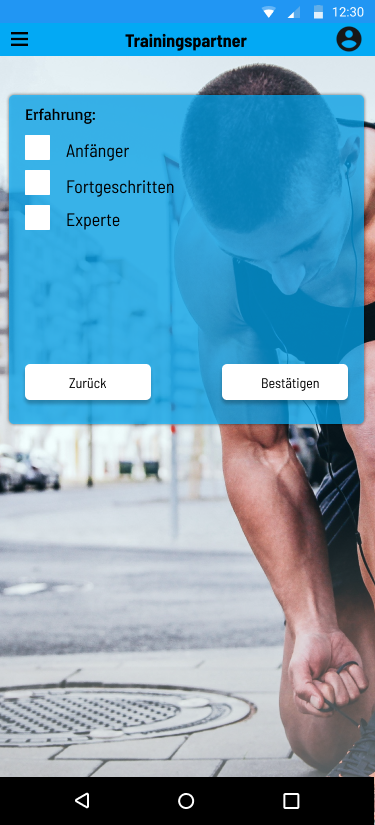 12:30
Trainingspartner
Erfahrung:
Anfänger
Fortgeschritten
Experte
Zurück
Bestätigen